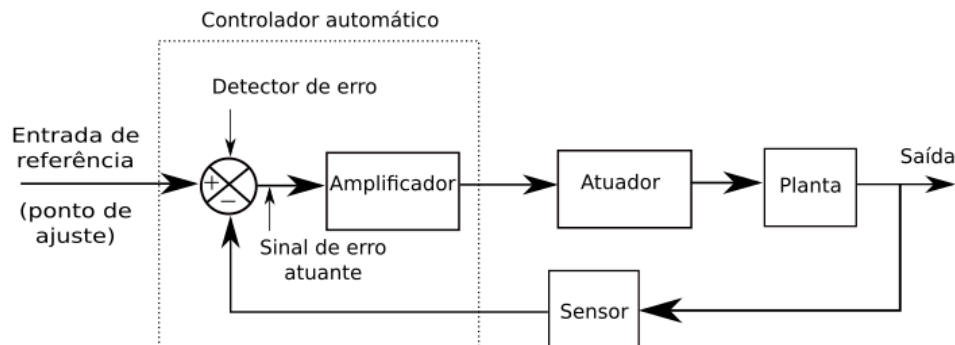 Controlador automático
Detector de erro
Entrada de
referência
(ponto de
ajuste)
+
−
Sinal de erro
atuante
Amplificador
Atuador
Planta
Saída
Sensor